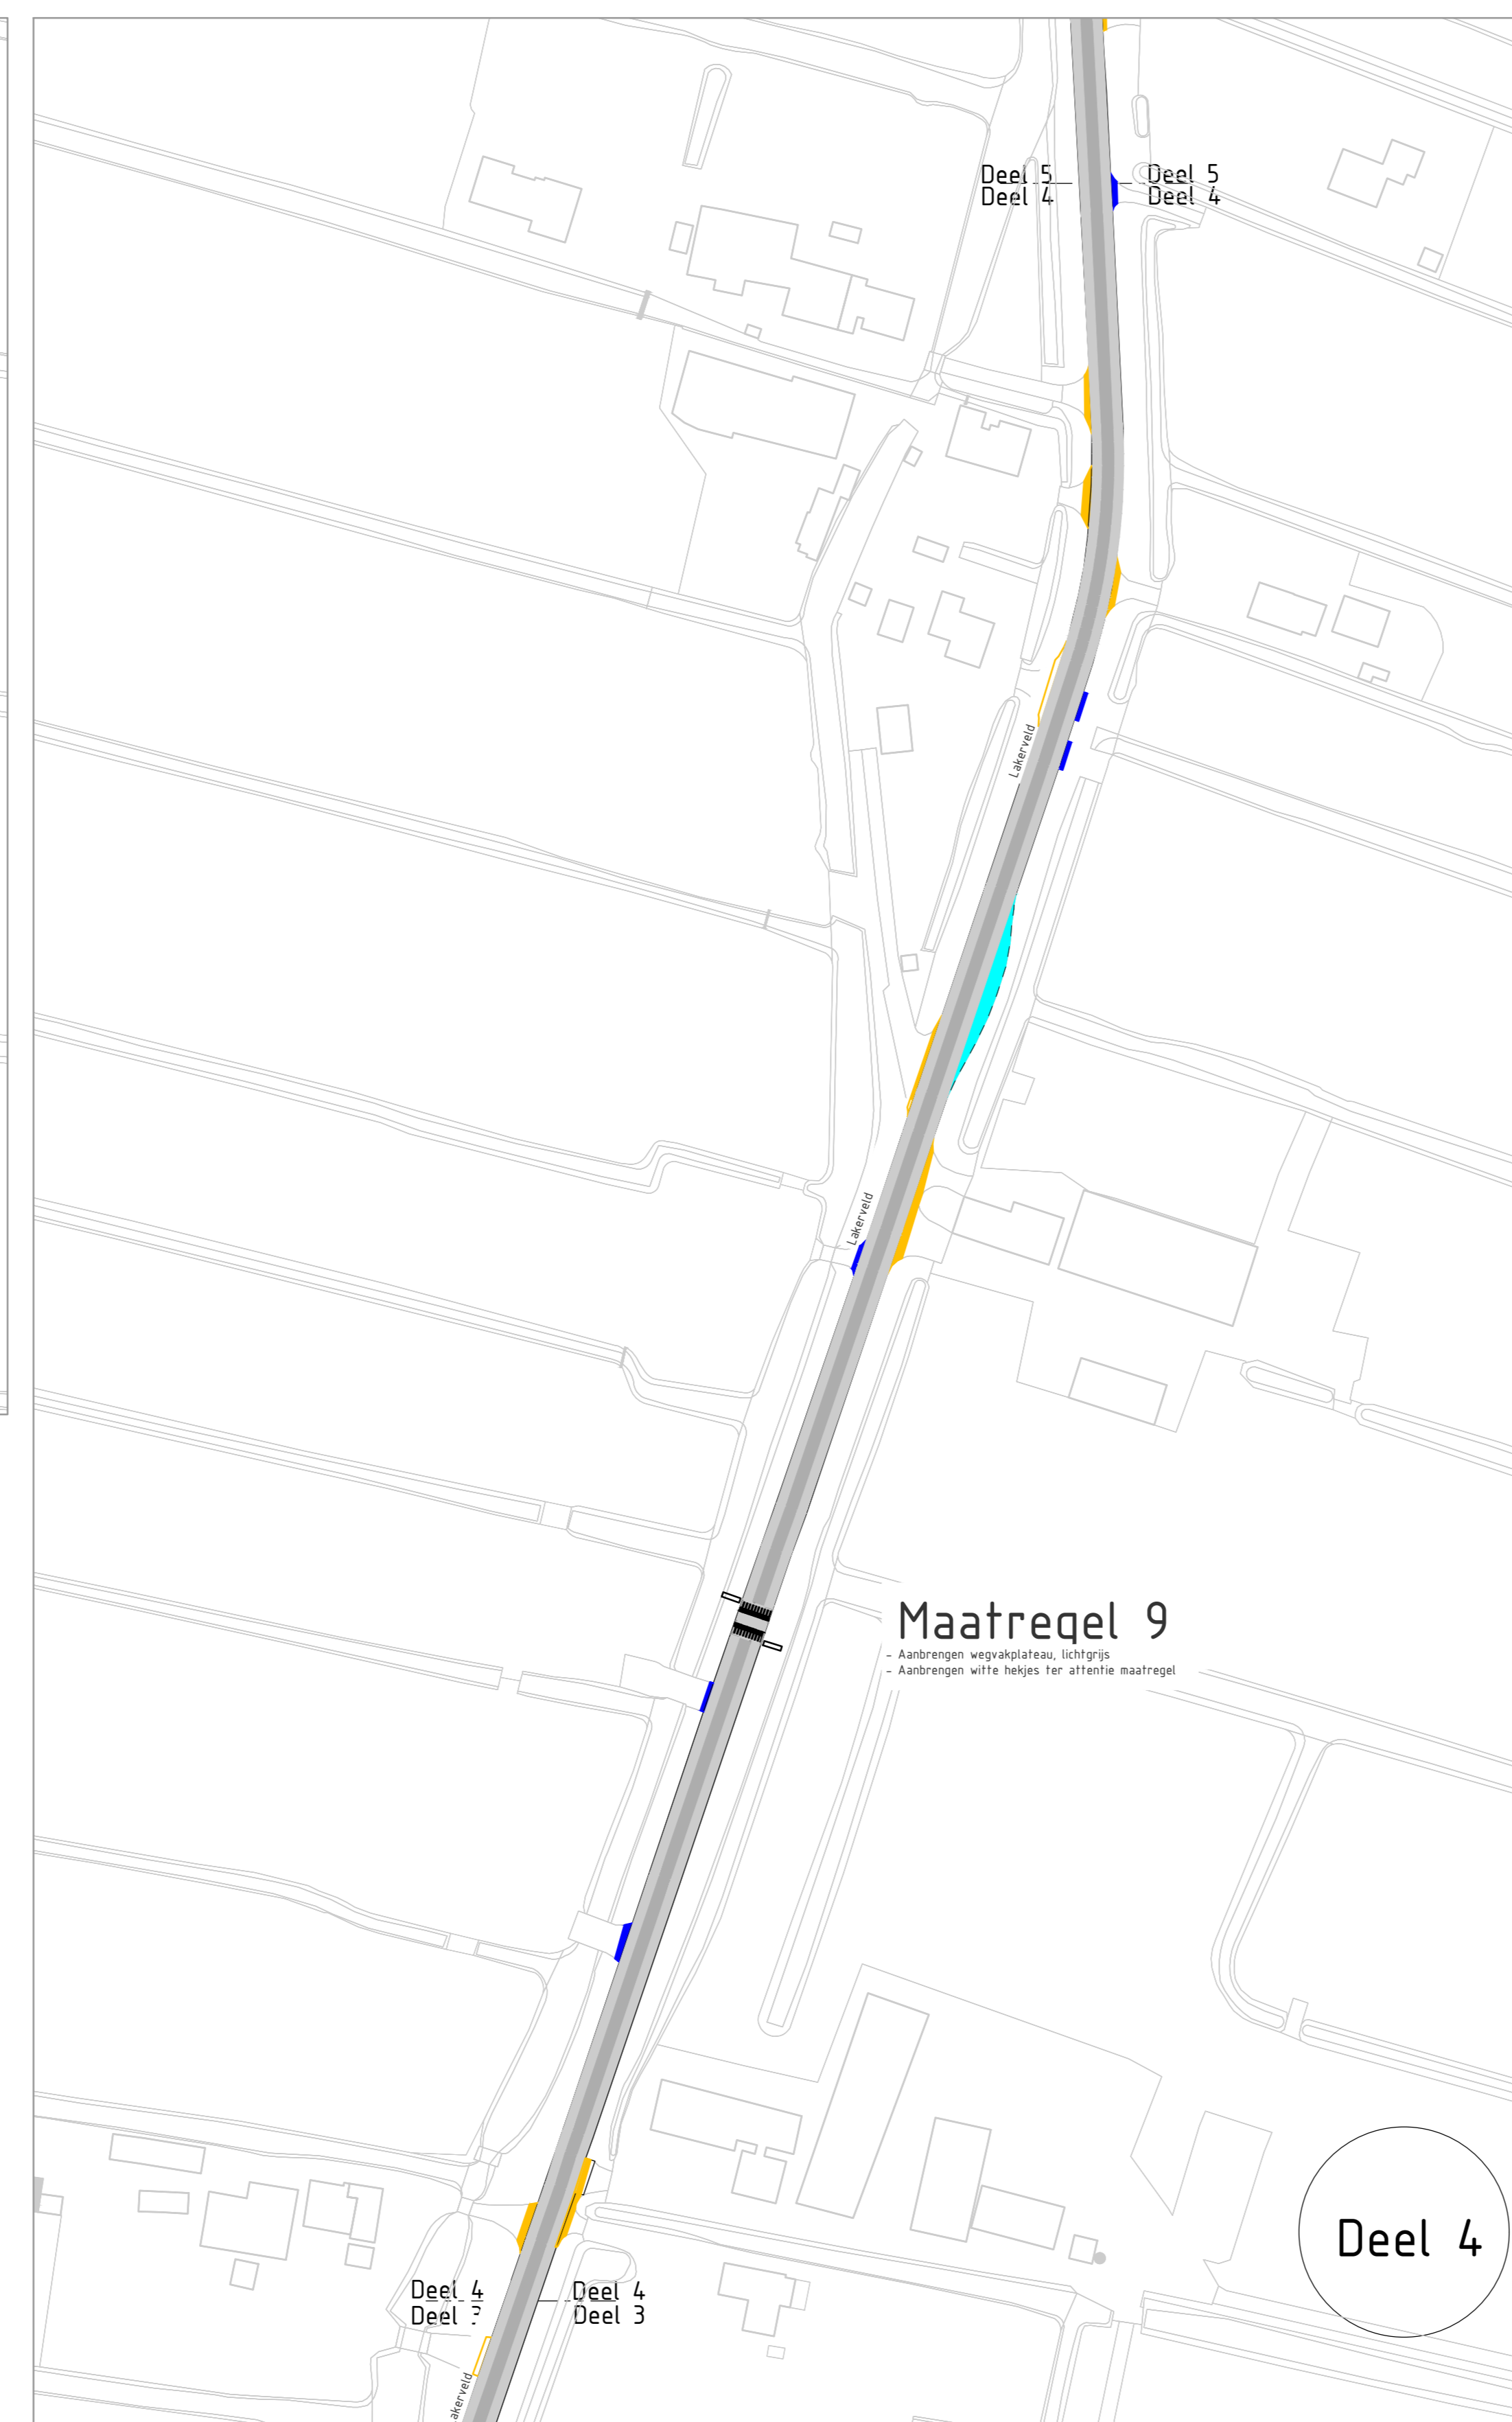 Deel 5
Deel 4
Deel 5
Deel 4
Lakerveld
Lakerveld
Maatregel 9
- Aanbrengen wegvakplateau, lichtgrijs
- Aanbrengen witte hekjes ter attentie maatregel
Deel 4
Deel 4
Deel 3
Deel 4
Deel 3
Lakerveld